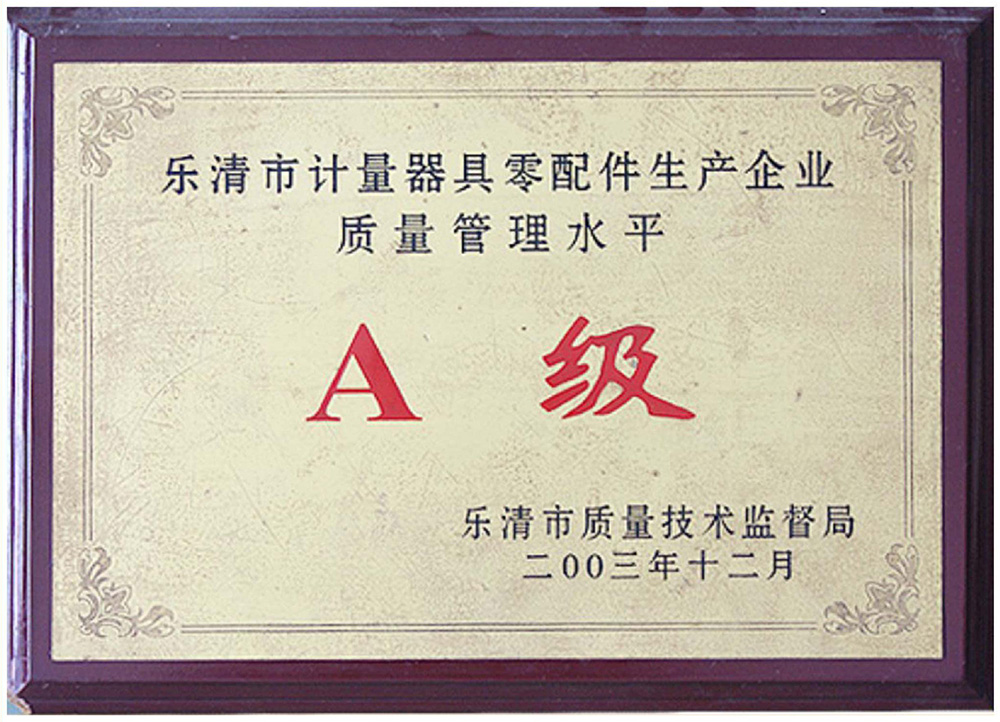 乐清市计量器具零配件生产企业
质量管理水平
A 级
乐清市质量技术监督局
二00三年十二月